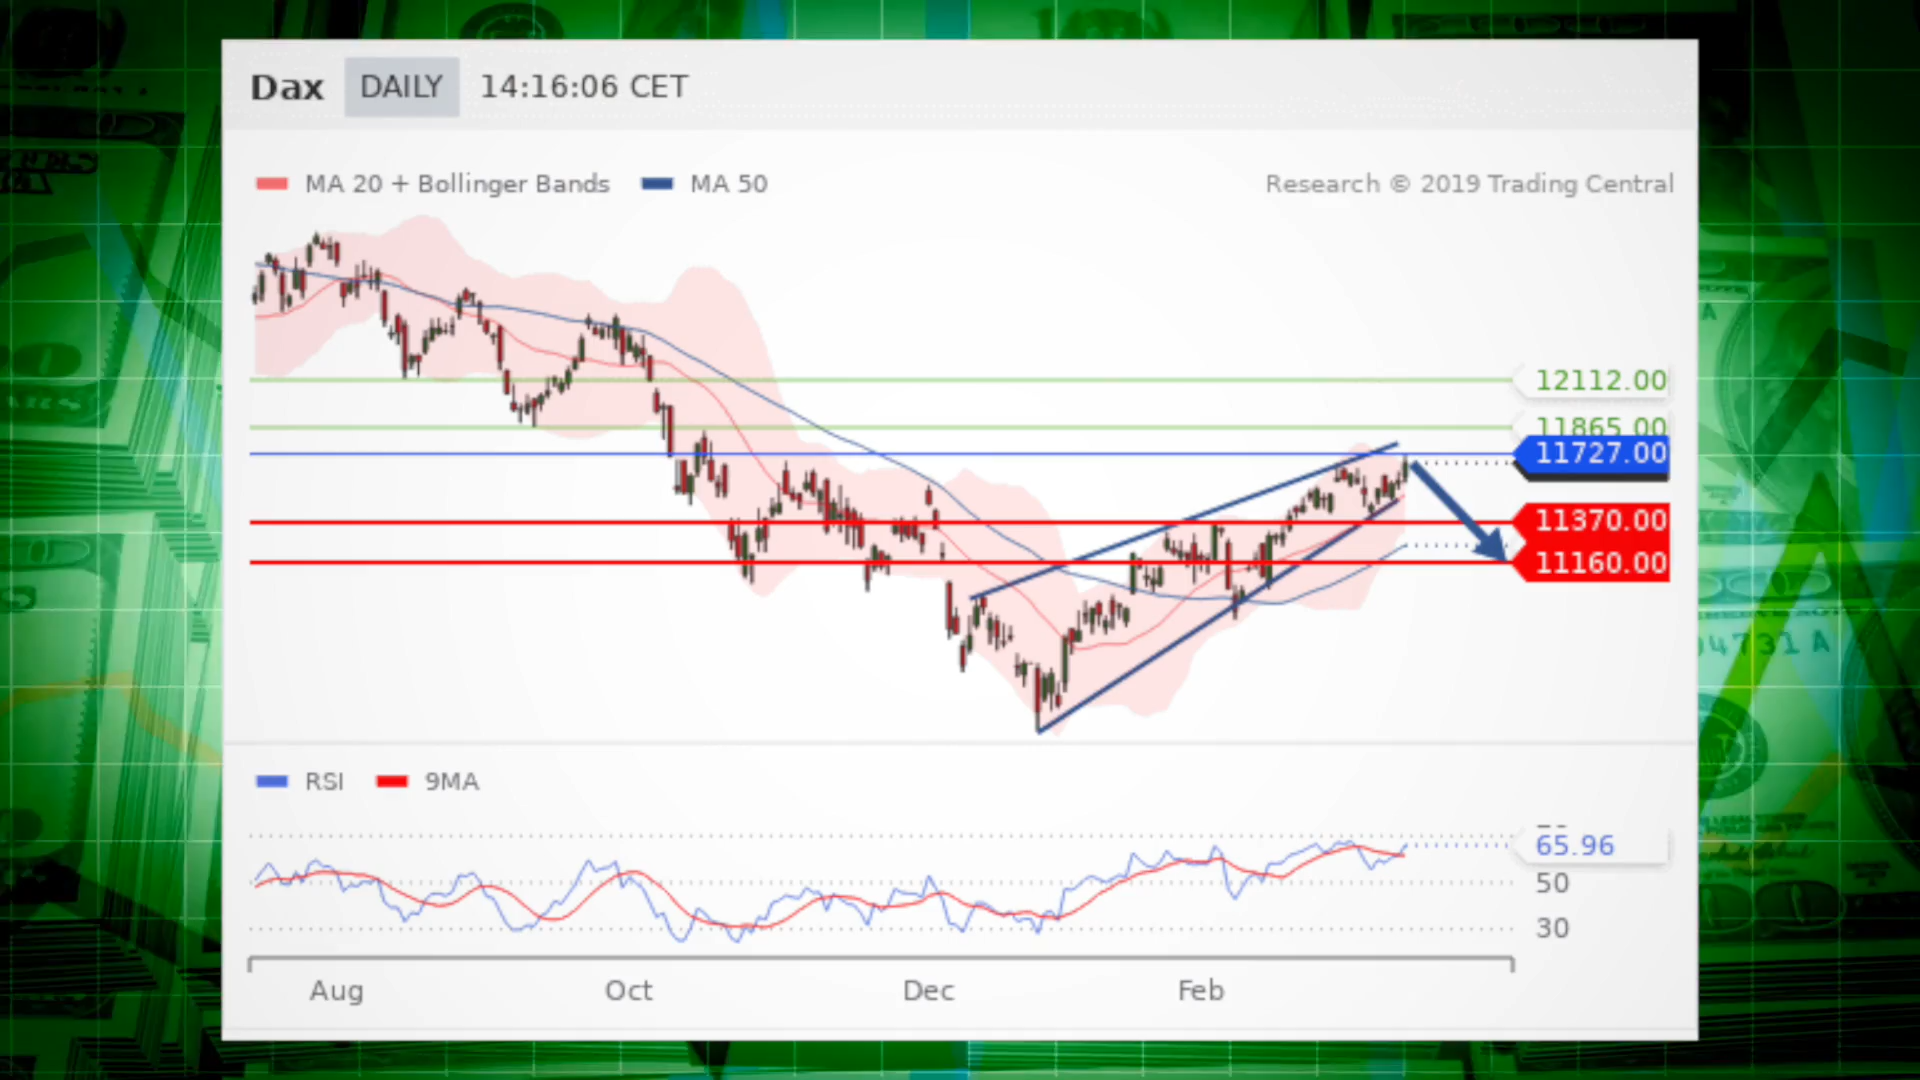 Dax DAILY 14:16:06 CET
MA 20 + Bollinger Bands MA 50 Research © 2019 Trading Central
12112.00
11865.00
11727.00
11370.00
11160.00
RSI 9MA
65.96
50
30
Aug Oct Dec Feb
04731 A